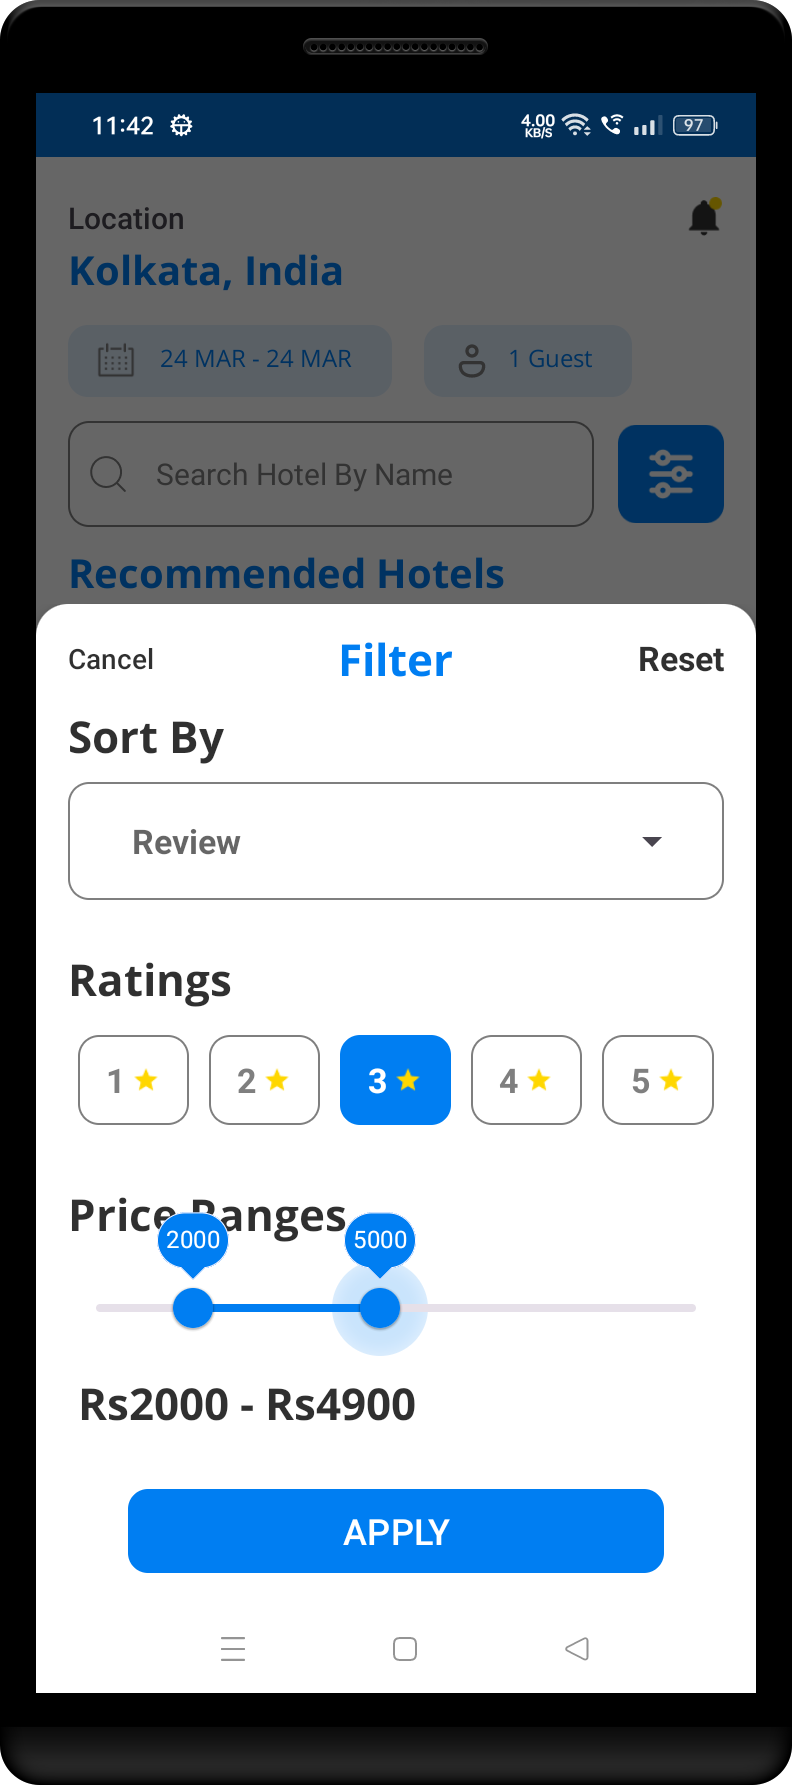 11:42 4.00 KB/S 97
Location
Kolkata, India
24 MAR - 24 MAR 1 Guest
Search Hotel By Name
Recommended Hotels
Cancel Filter Reset
Sort By
Review
Ratings
1 2 3 4 5
Price Ranges
2000 5000
Rs2000 - Rs4900
APPLY